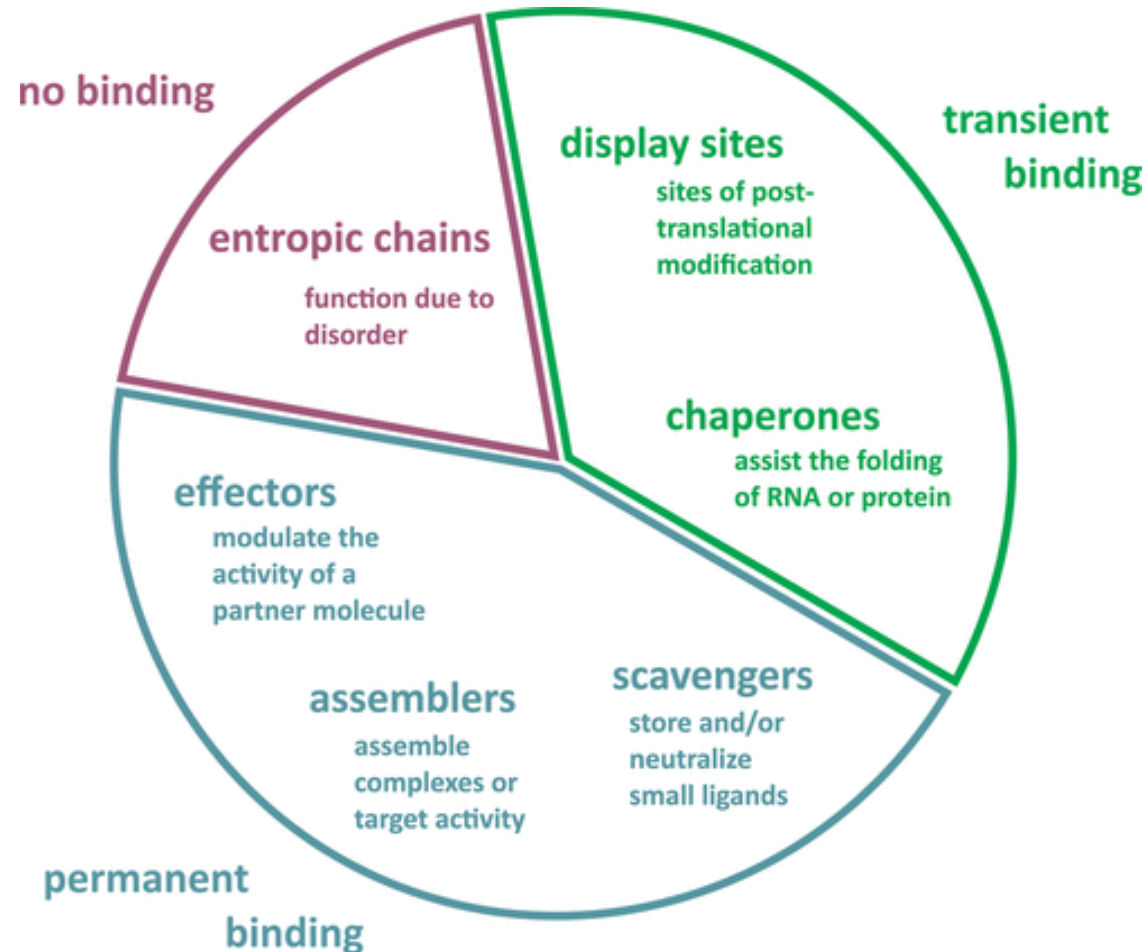 no binding
entropic chains
function due to
disorder
transient
binding
display sites
sites of post-
translational
modification
chaperones
assist the folding
of RNA or protein
effectors
modulate the
activity of a
partner molecule
assemblers
assemble
complexes or
target activity
scavengers
store and/or
neutralize
small ligands
permanent
binding